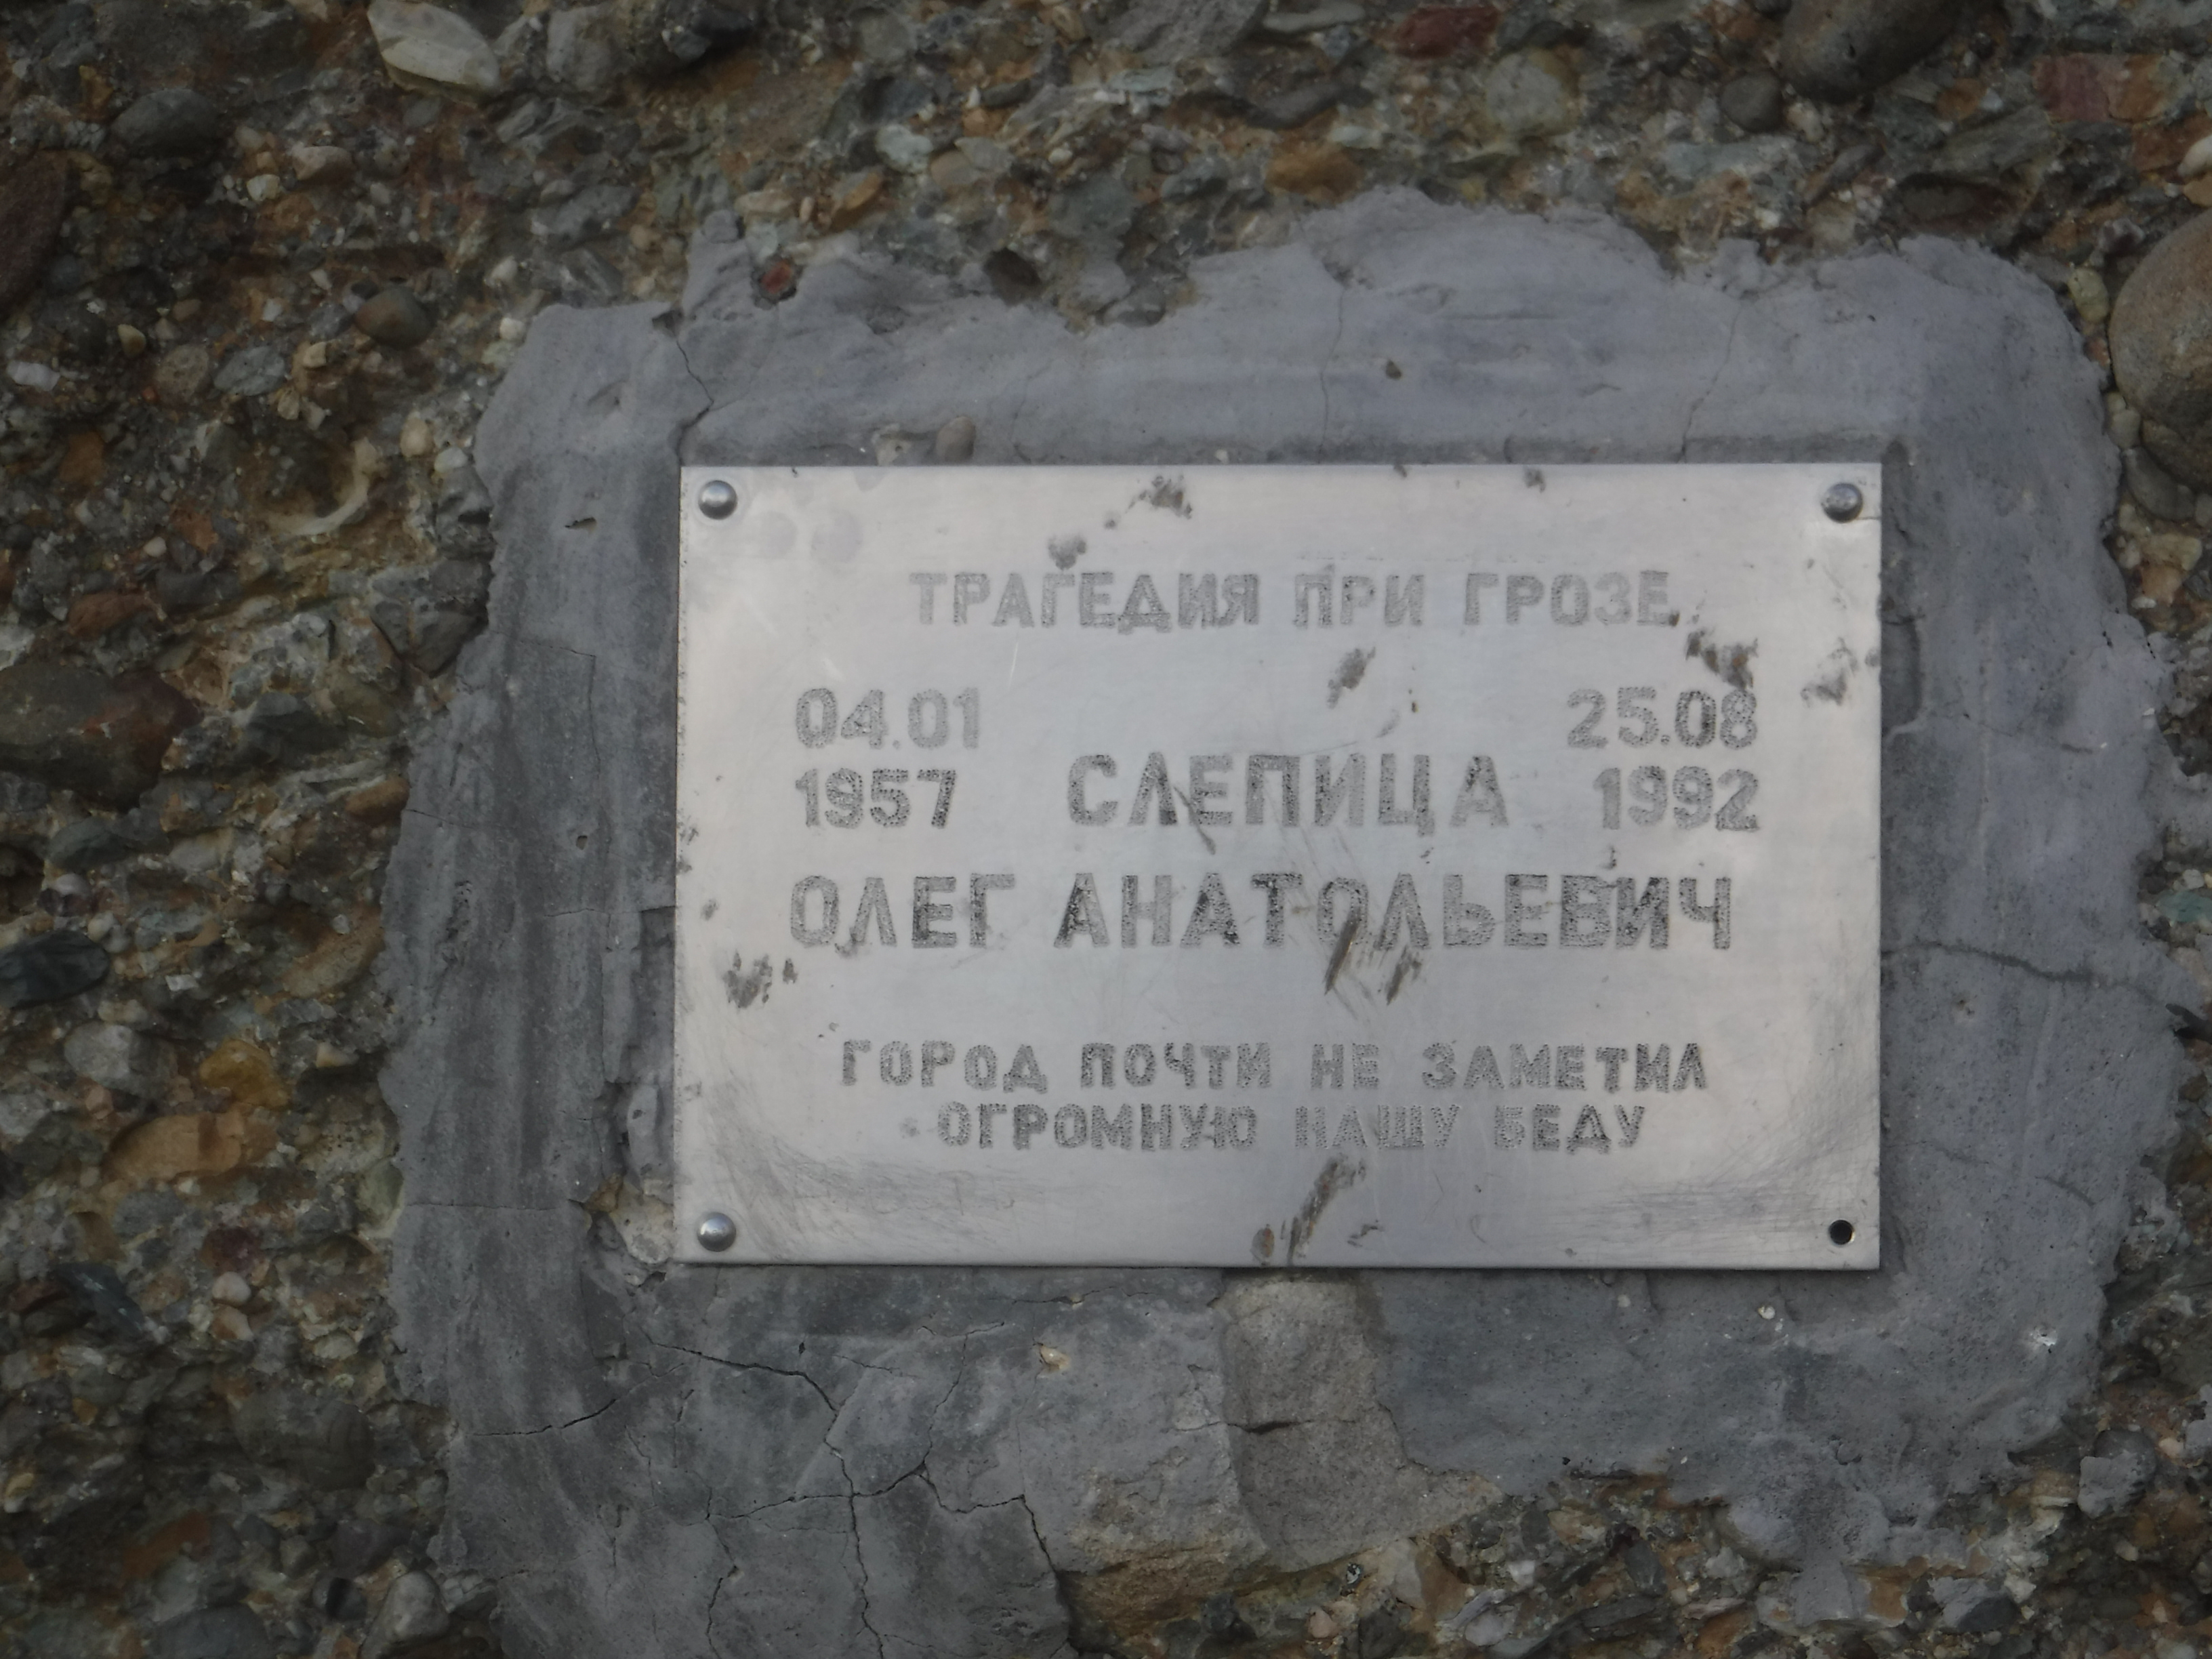 ТРАГЕДИЯ ПРИ ГРОЗЕ
04.01 25.08
1957 СЛЕПИЦА 1992
ОЛЕГ АНАТОЛЬЕВИЧ
ГОРОД ПОЧТИ НЕ ЗАМЕТИЛ
ОГРОМНУЮ НАШУ БЕДУ